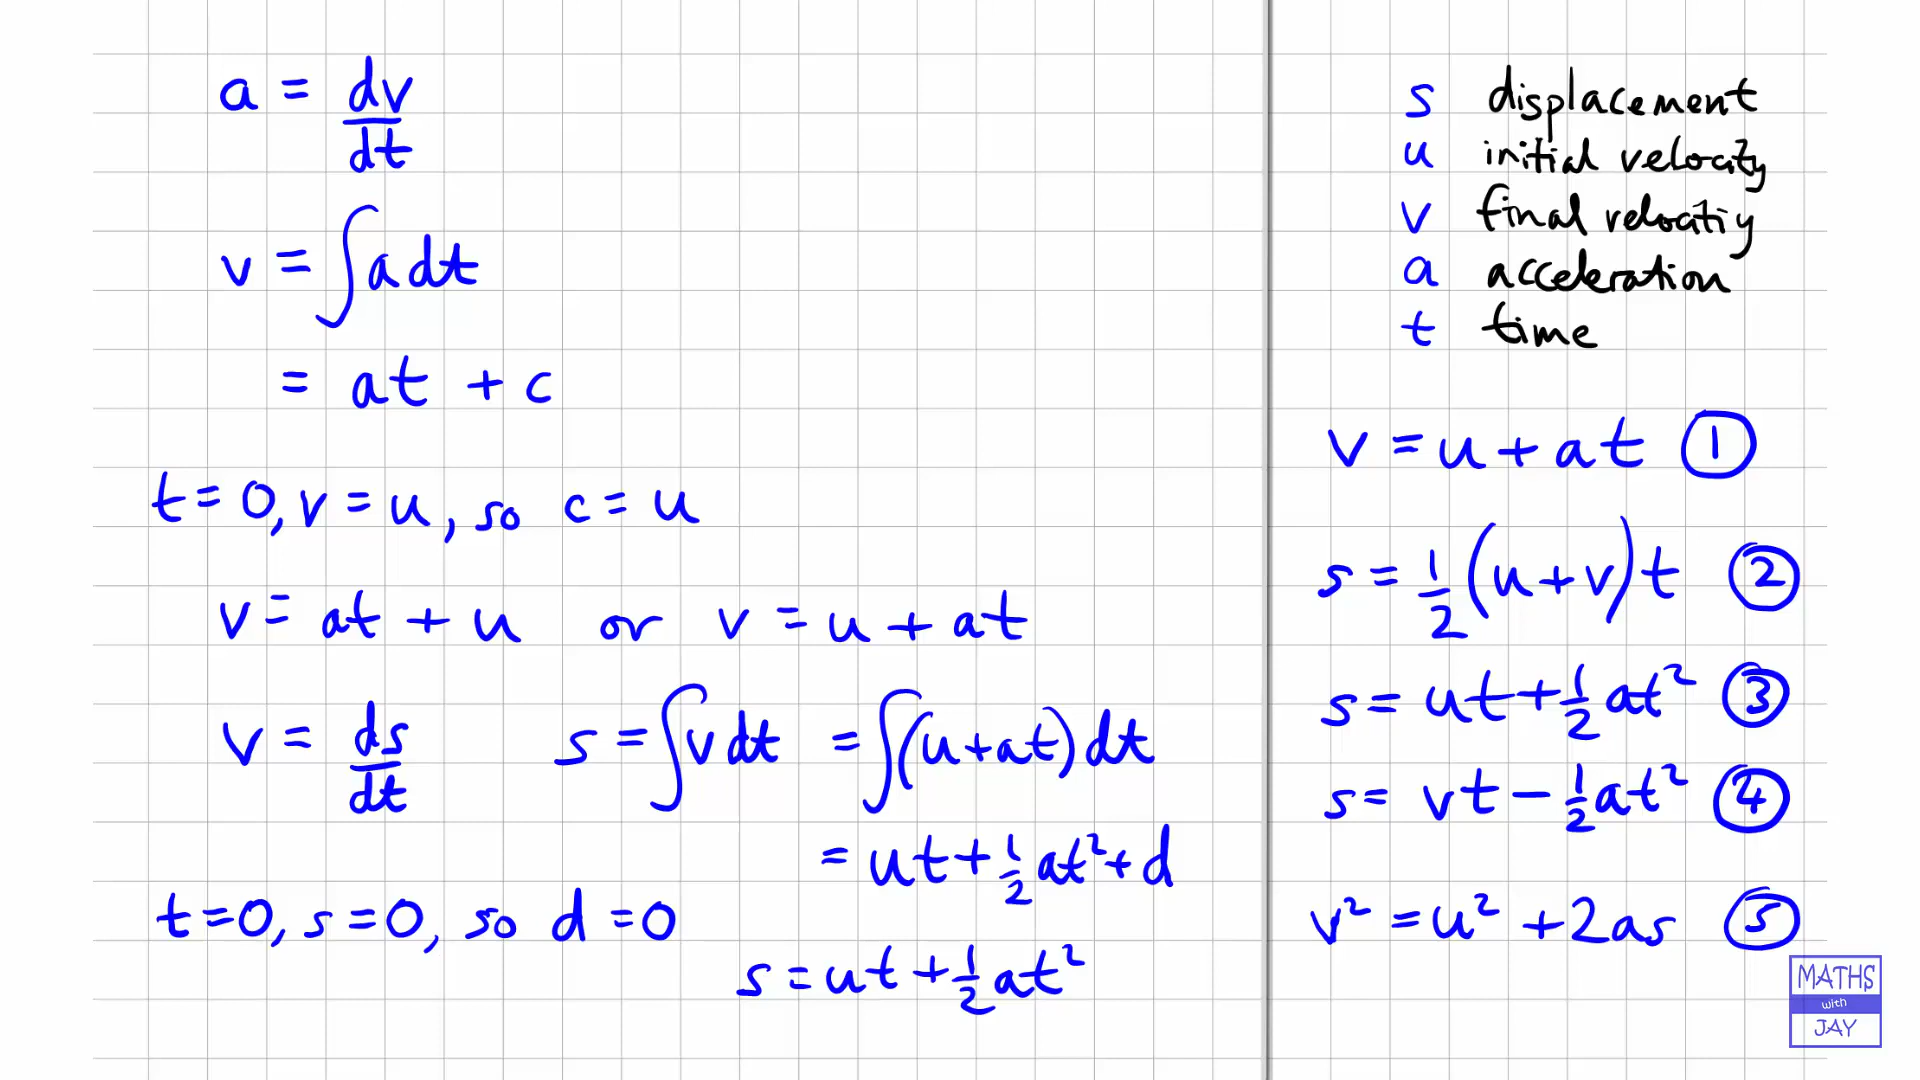 a = dv/dt
v = ∫a dt
= at + c
t=0, v=u, so c=u
v = at + u or v = u + at
v = ds/dt s = ∫v dt = ∫(u+at) dt
= ut + ½at² + d
t=0, s=0, so d=0
s = ut + ½at²
s displacement
u initial velocity
v final velocatiy
a acceleration
t time
v = u + at ①
s = ½(u+v)t ②
s = ut + ½at² ③
s = vt − ½at² ④
v² = u² + 2as ⑤
MATHS
with
JAY